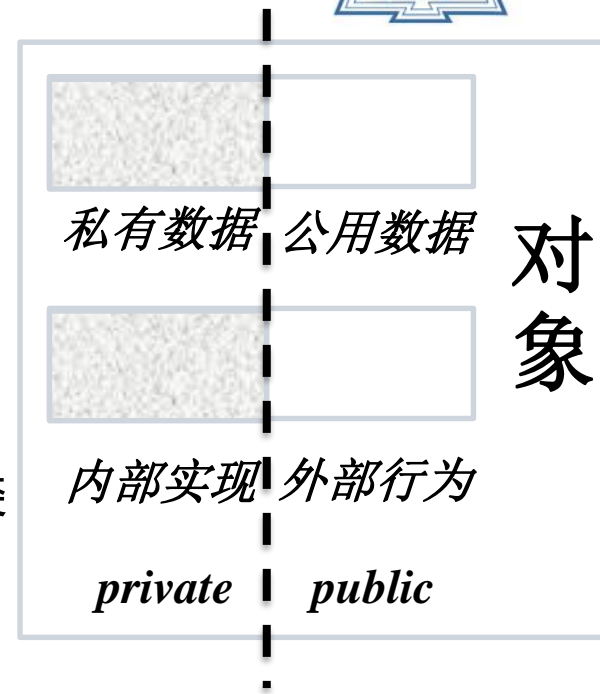 私有数据 公用数据
对
象
内部实现 外部行为
private public